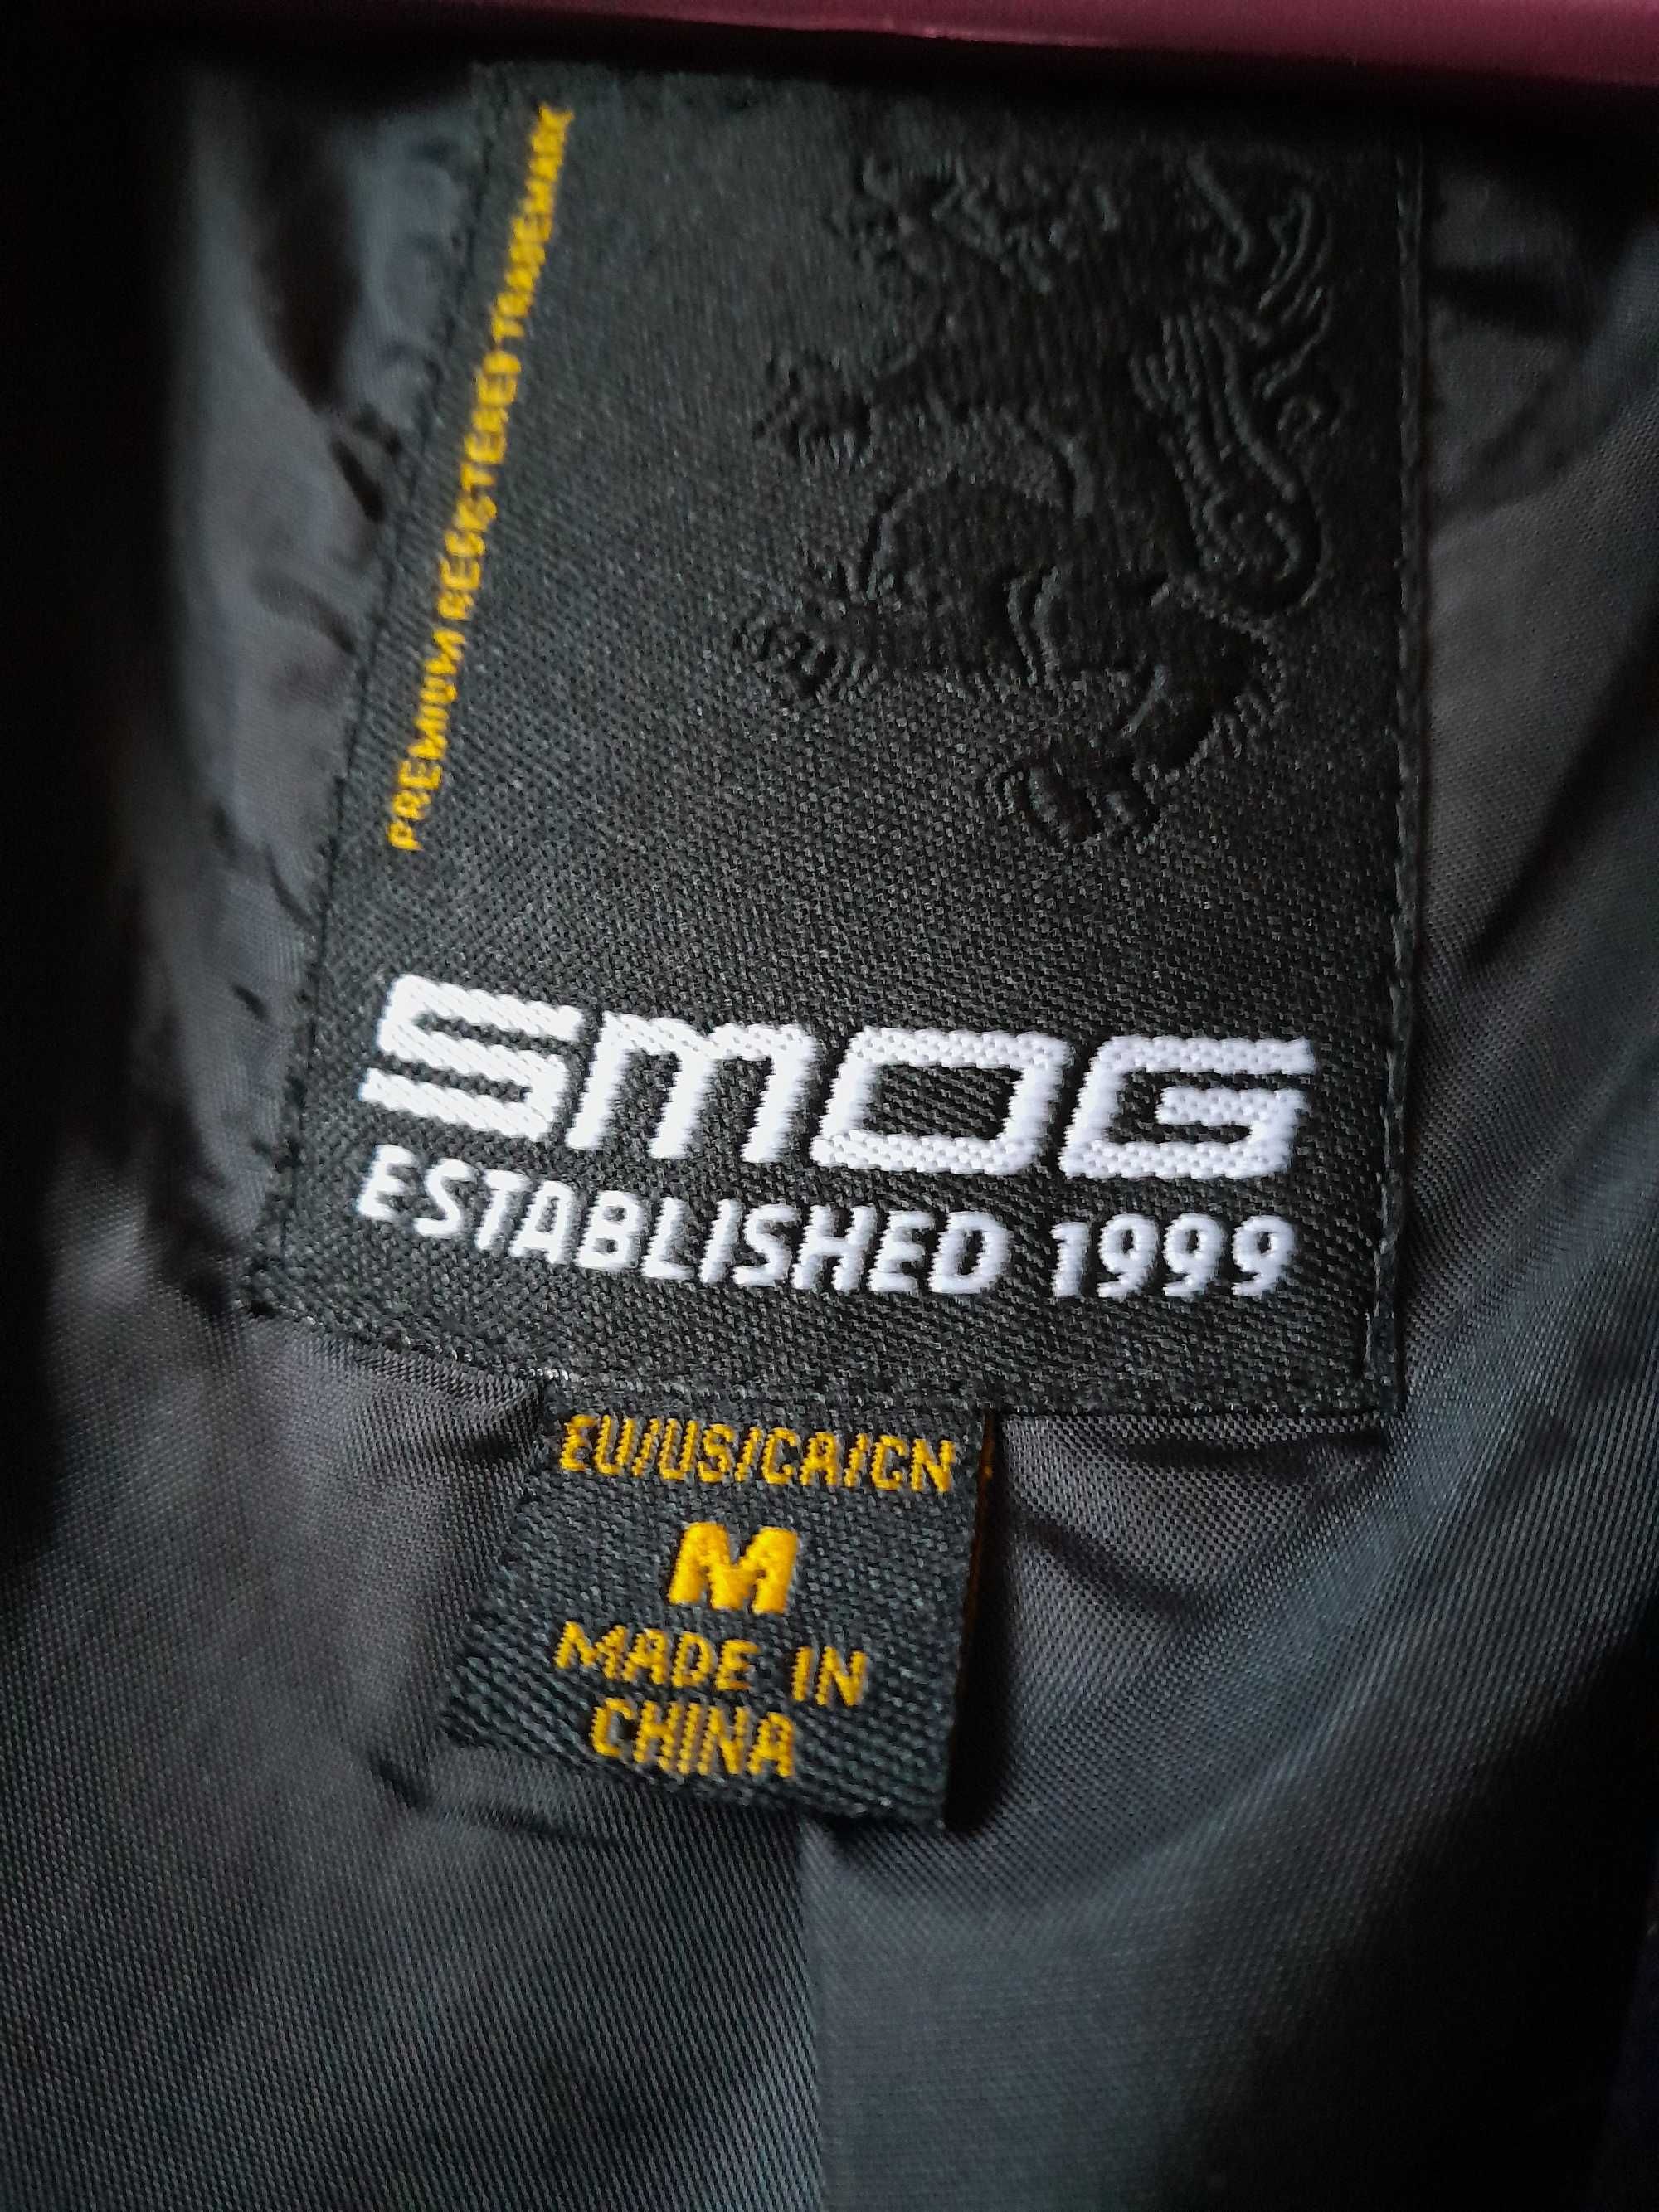 PREMIUM REGISTERED TRADEMARK
SMOG
ESTABLISHED 1999
EU/US/CA/CN
M
MADE IN
CHINA